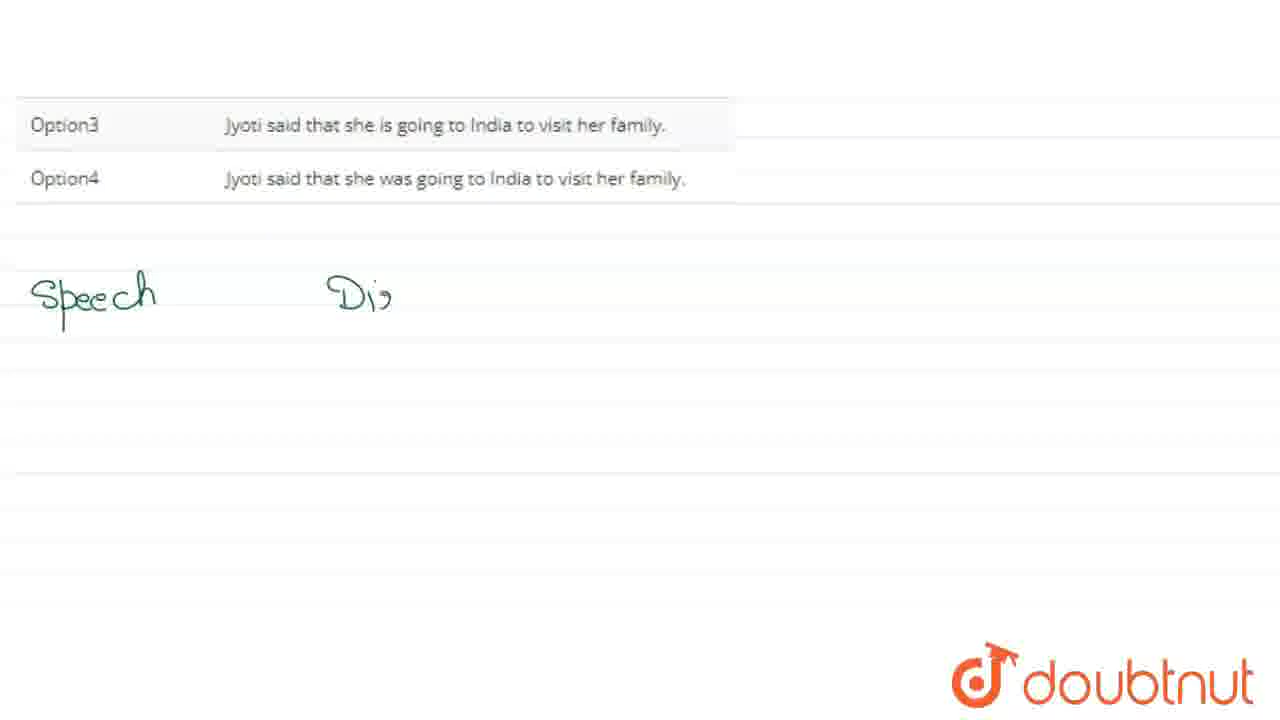 Option3 Jyoti said that she is going to India to visit her family.
Option4 Jyoti said that she was going to India to visit her family.
Speech Dir
doubtnut